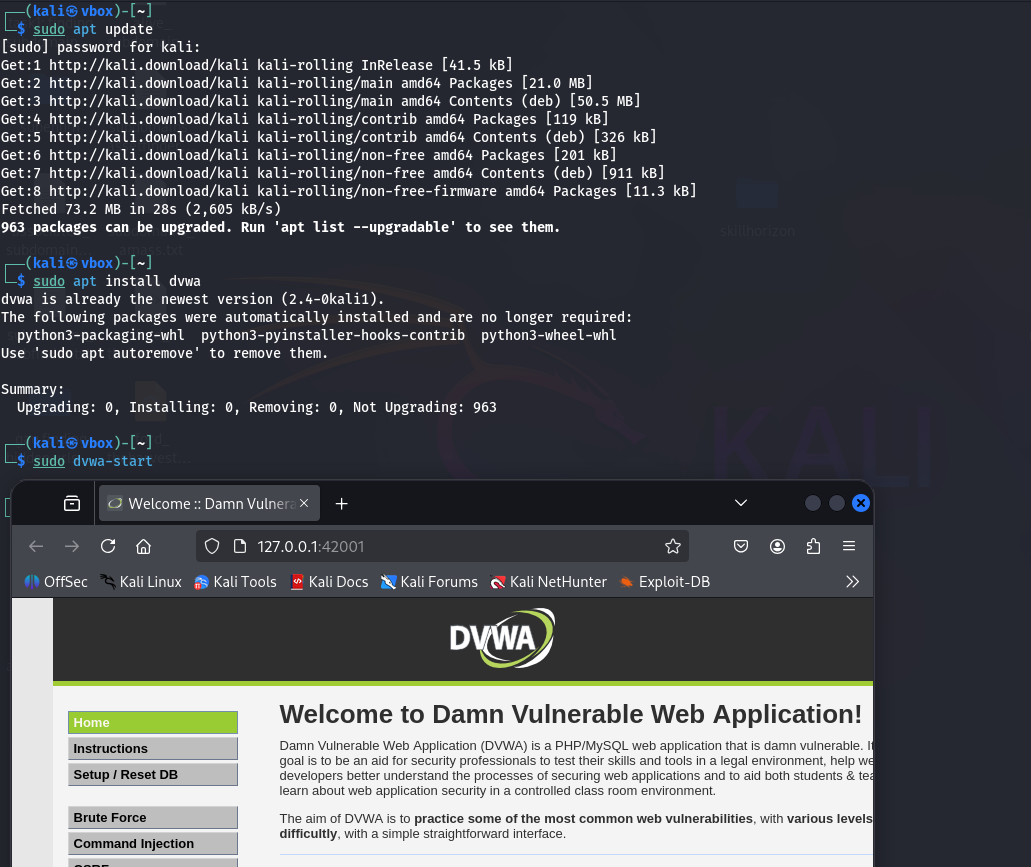 ┌──(kali㉿vbox)-[~]
└─$ sudo apt update
[sudo] password for kali:
Get:1 http://kali.download/kali kali-rolling InRelease [41.5 kB]
Get:2 http://kali.download/kali kali-rolling/main amd64 Packages [21.0 MB]
Get:3 http://kali.download/kali kali-rolling/main amd64 Contents (deb) [50.5 MB]
Get:4 http://kali.download/kali kali-rolling/contrib amd64 Packages [119 kB]
Get:5 http://kali.download/kali kali-rolling/contrib amd64 Contents (deb) [326 kB]
Get:6 http://kali.download/kali kali-rolling/non-free amd64 Packages [201 kB]
Get:7 http://kali.download/kali kali-rolling/non-free amd64 Contents (deb) [911 kB]
Get:8 http://kali.download/kali kali-rolling/non-free-firmware amd64 Packages [11.3 kB]
Fetched 73.2 MB in 28s (2,605 kB/s)
963 packages can be upgraded. Run 'apt list --upgradable' to see them.
skillhorizon
subdomain amass.txt
┌──(kali㉿vbox)-[~]
└─$ sudo apt install dvwa
dvwa is already the newest version (2.4-0kali1).
The following packages were automatically installed and are no longer required:
python3-packaging-whl python3-pyinstaller-hooks-contrib python3-wheel-whl
Use 'sudo apt autoremove' to remove them.
Summary:
Upgrading: 0, Installing: 0, Removing: 0, Not Upgrading: 963
KALI
┌──(kali㉿vbox)-[~]
└─$ sudo dvwa-start
Welcome :: Damn Vulnera
127.0.0.1:42001
OffSec Kali Linux Kali Tools Kali Docs Kali Forums Kali NetHunter Exploit-DB
DVWA
Home
Instructions
Setup / Reset DB
Brute Force
Command Injection
CSRF
Welcome to Damn Vulnerable Web Application!
Damn Vulnerable Web Application (DVWA) is a PHP/MySQL web application that is damn vulnerable. It
goal is to be an aid for security professionals to test their skills and tools in a legal environment, help we
developers better understand the processes of securing web applications and to aid both students & tea
learn about web application security in a controlled class room environment.
The aim of DVWA is to practice some of the most common web vulnerabilities, with various levels
difficultly, with a simple straightforward interface.